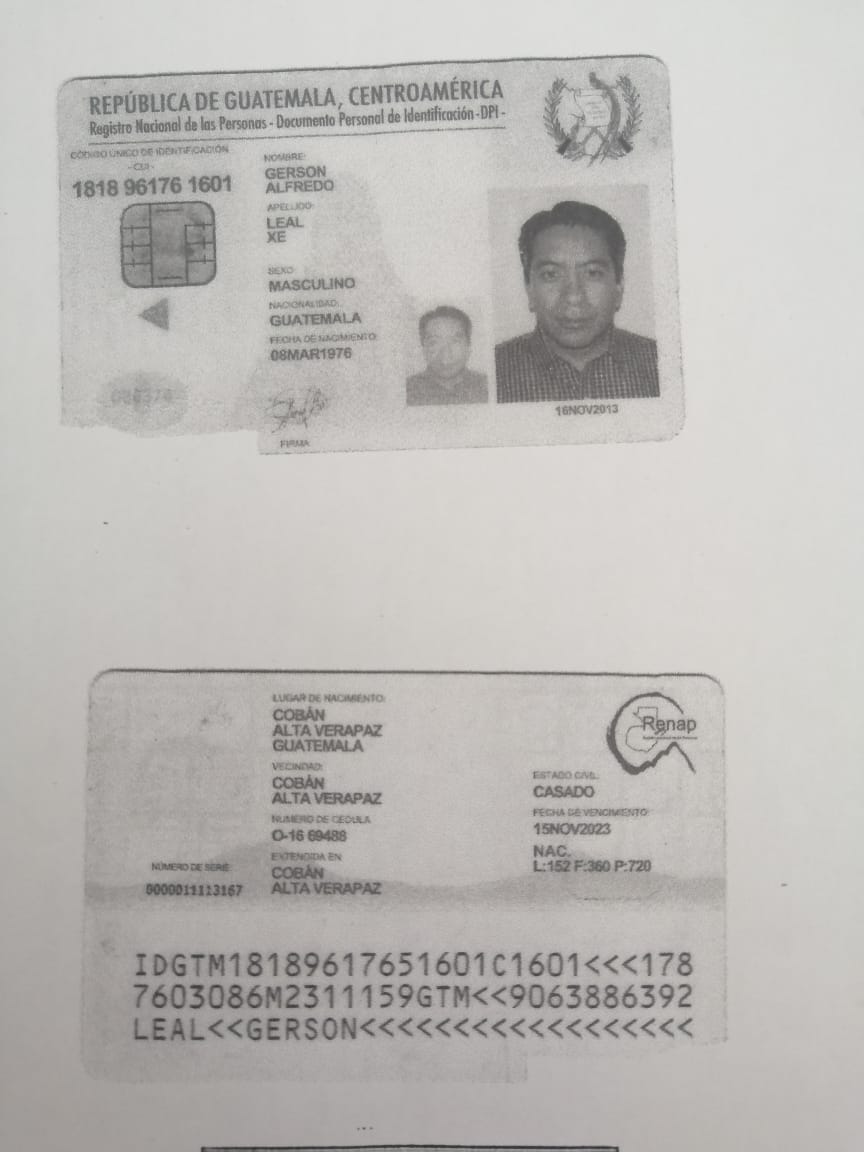 REPÚBLICA DE GUATEMALA, CENTROAMÉRICA
Registro Nacional de las Personas - Documento Personal de Identificación -DPI -
CÓDIGO ÚNICO DE IDENTIFICACIÓN
- CUI -
1818 96176 1601
NOMBRE:
GERSON
ALFREDO
APELLIDO:
LEAL
XE
SEXO:
MASCULINO
NACIONALIDAD:
GUATEMALA
FECHA DE NACIMIENTO:
08MAR1976
FIRMA
16NOV2013
LUGAR DE NACIMIENTO:
COBÁN
ALTA VERAPAZ
GUATEMALA
VECINDAD:
COBÁN
ALTA VERAPAZ
NÚMERO DE CÉDULA
O-16 69488
EXTENDIDA EN
COBÁN
ALTA VERAPAZ
NÚMERO DE SERIE:
0000011113167
Renap
ESTADO CIVIL:
CASADO
FECHA DE VENCIMIENTO:
15NOV2023
NAC.
L:152 F:360 P:720
IDGTM18189617651601C1601<<<178
7603086M2311159GTM<<9063886392
LEAL<<GERSON<<<<<<<<<<<<<<<<<<